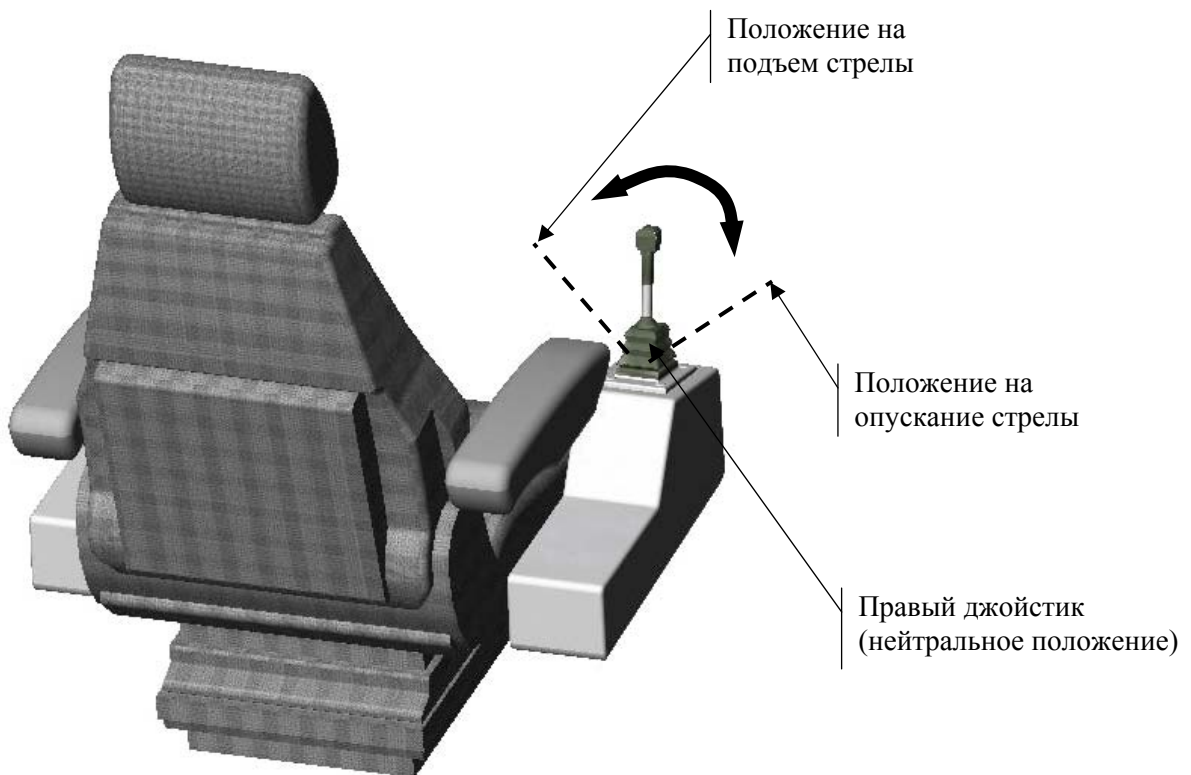 Положение на
подъем стрелы
Положение на
опускание стрелы
Правый джойстик
(нейтральное положение)